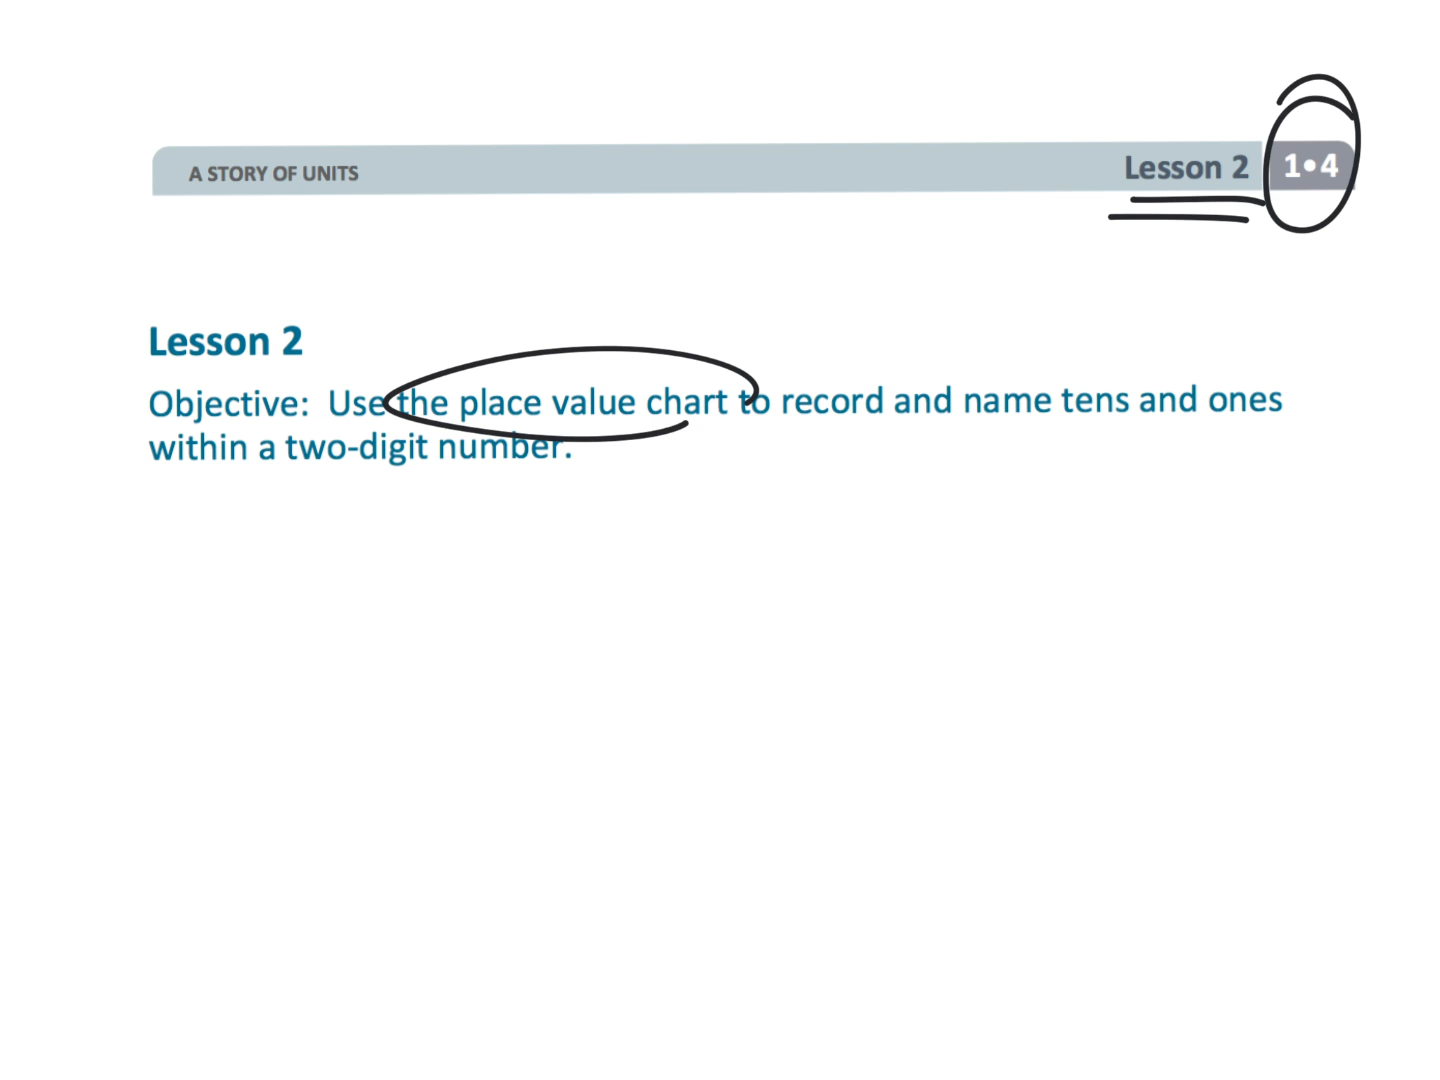 A STORY OF UNITS
Lesson 2
1•4
Lesson 2
Objective: Use the place value chart to record and name tens and ones
within a two-digit number.